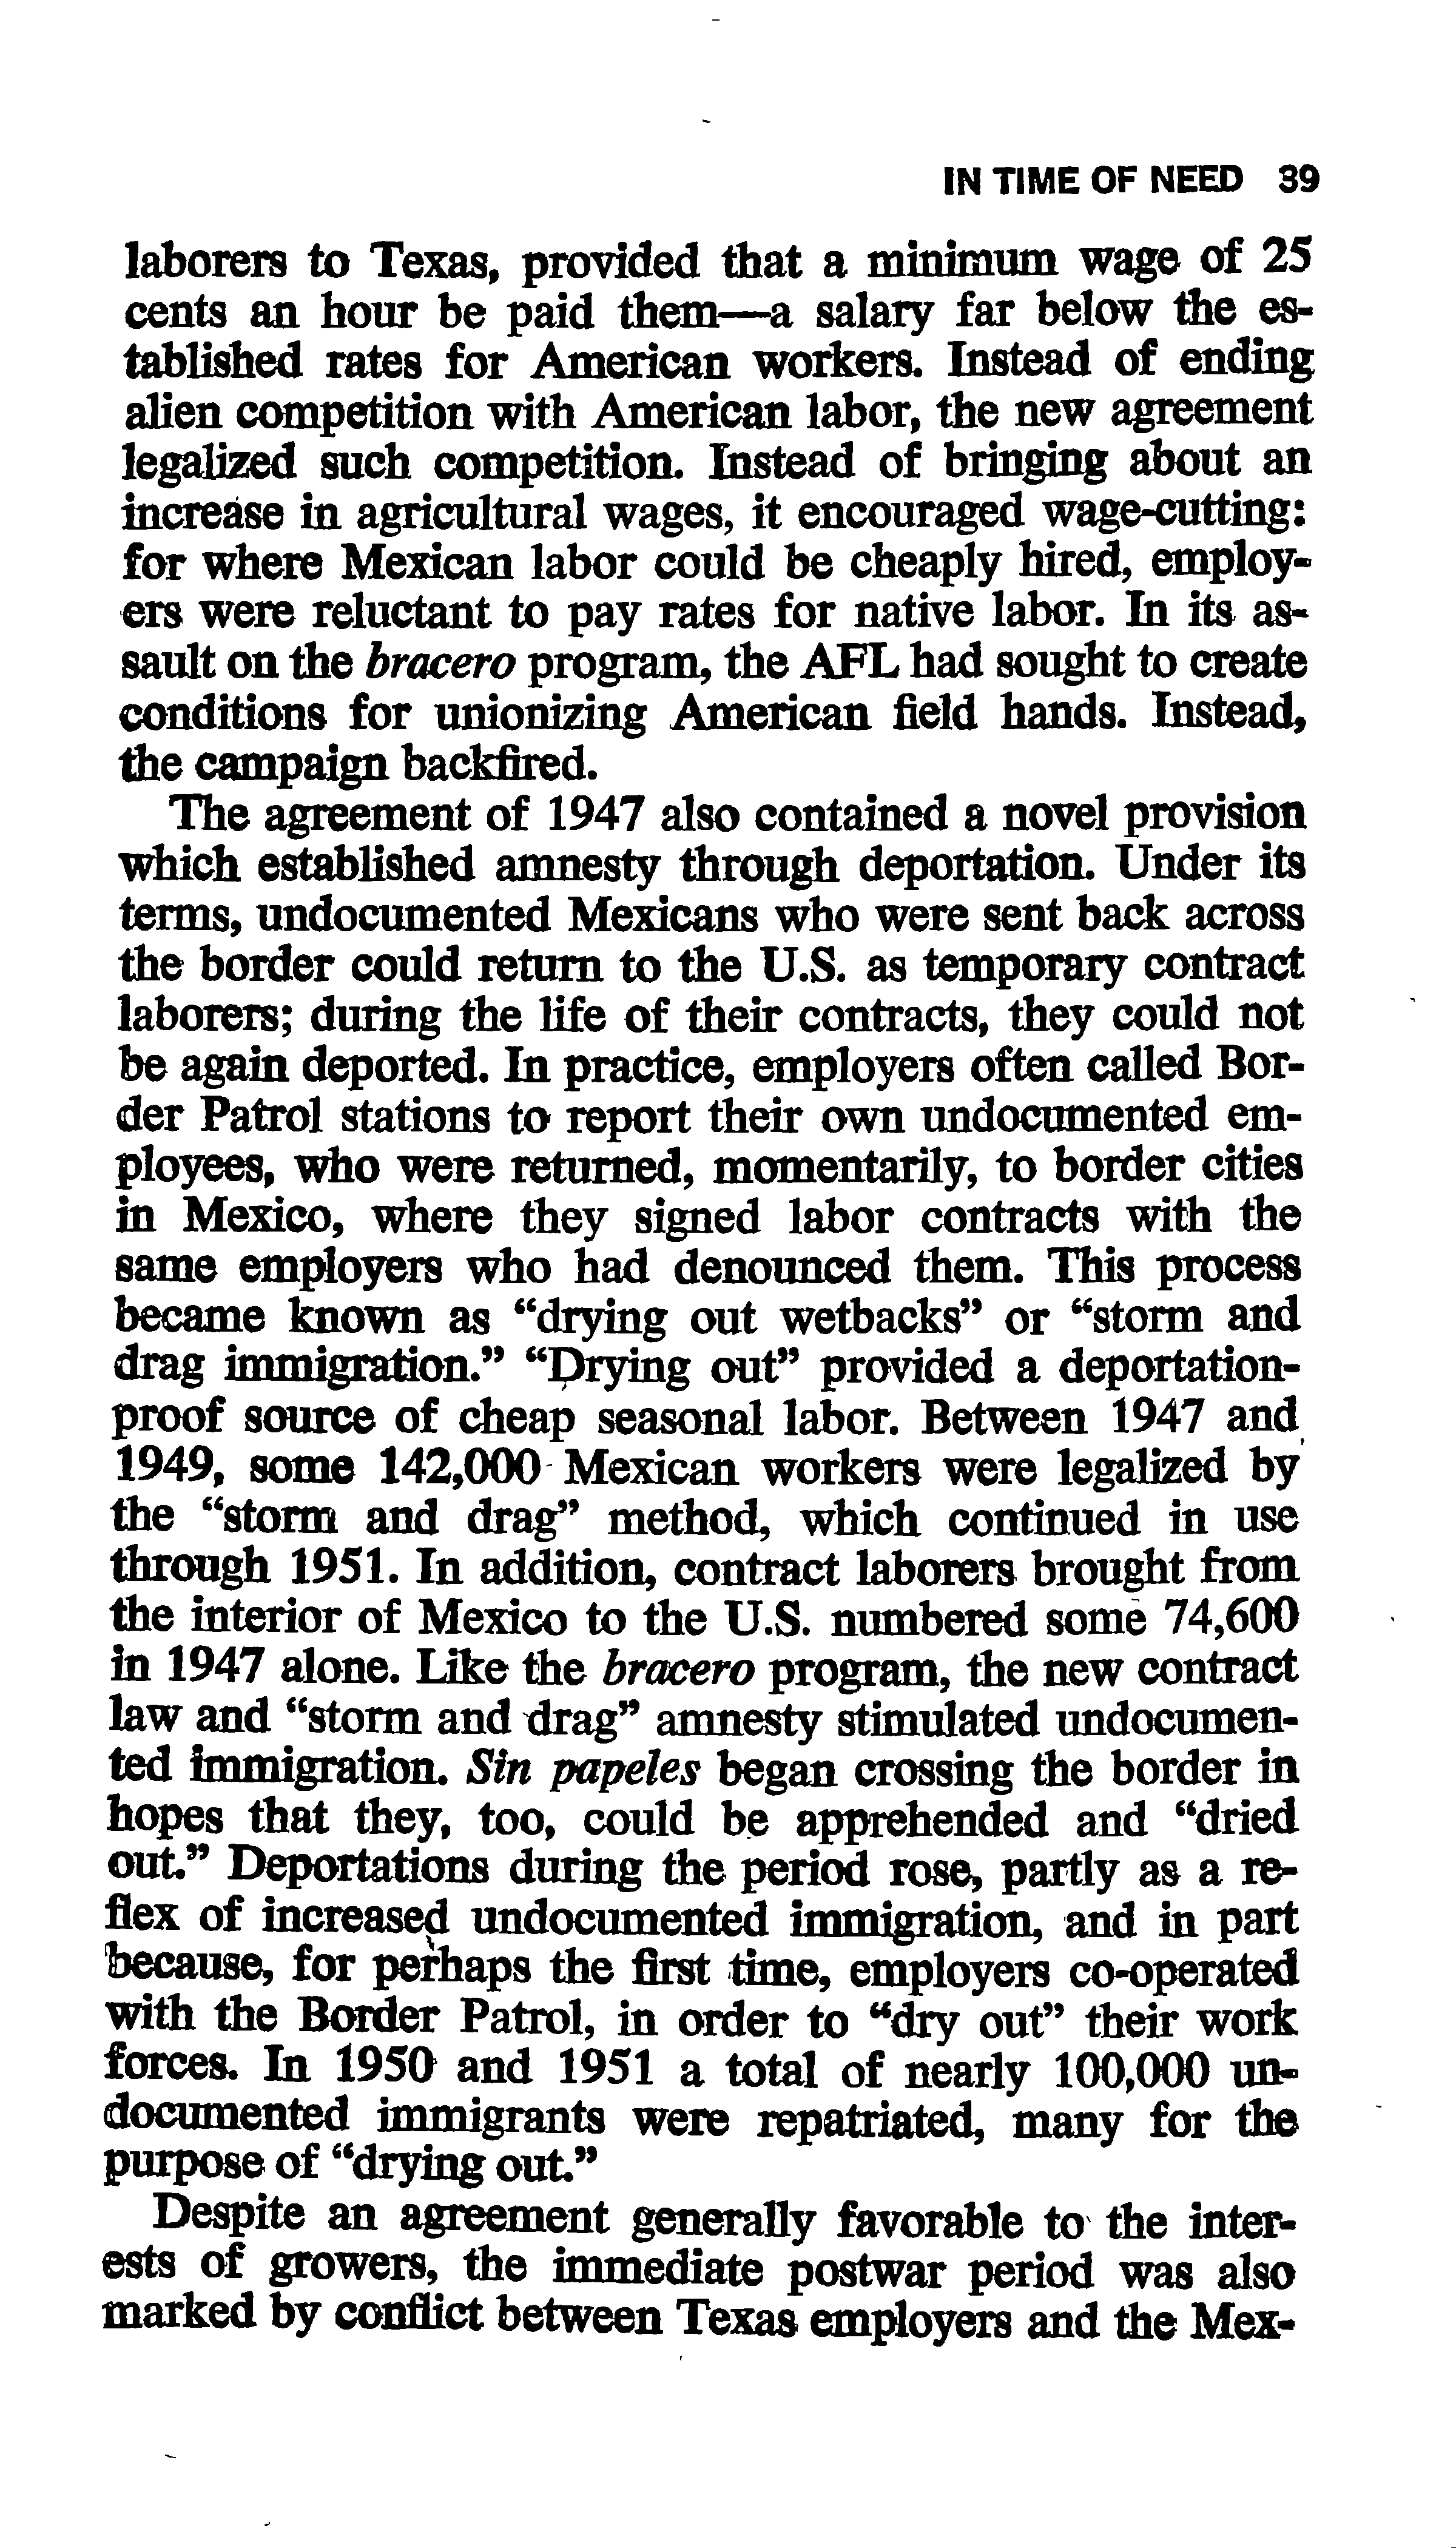 IN TIME OF NEED 39
laborers to Texas, provided that a minimum wage of 25
cents an hour be paid them—a salary far below the es-
tablished rates for American workers. Instead of ending
alien competition with American labor, the new agreement
legalized such competition. Instead of bringing about an
increase in agricultural wages, it encouraged wage-cutting:
for where Mexican labor could be cheaply hired, employ-
ers were reluctant to pay rates for native labor. In its as-
sault on the bracero program, the AFL had sought to create
conditions for unionizing American field hands. Instead,
the campaign backfired.
The agreement of 1947 also contained a novel provision
which established amnesty through deportation. Under its
terms, undocumented Mexicans who were sent back across
the border could return to the U.S. as temporary contract
laborers; during the life of their contracts, they could not
be again deported. In practice, employers often called Bor-
der Patrol stations to report their own undocumented em-
ployees, who were returned, momentarily, to border cities
in Mexico, where they signed labor contracts with the
same employers who had denounced them. This process
became known as “drying out wetbacks” or “storm and
drag immigration.” “Drying out” provided a deportation-
proof source of cheap seasonal labor. Between 1947 and
1949, some 142,000 Mexican workers were legalized by
the “storm and drag” method, which continued in use
through 1951. In addition, contract laborers brought from
the interior of Mexico to the U.S. numbered some 74,600
in 1947 alone. Like the bracero program, the new contract
law and “storm and drag” amnesty stimulated undocumen-
ted immigration. Sin papeles began crossing the border in
hopes that they, too, could be apprehended and “dried
out.” Deportations during the period rose, partly as a re-
flex of increased undocumented immigration, and in part
because, for perhaps the first time, employers co-operated
with the Border Patrol, in order to “dry out” their work
forces. In 1950 and 1951 a total of nearly 100,000 un-
documented immigrants were repatriated, many for the
purpose of “drying out.”
Despite an agreement generally favorable to the inter-
ests of growers, the immediate postwar period was also
marked by conflict between Texas employers and the Mex-